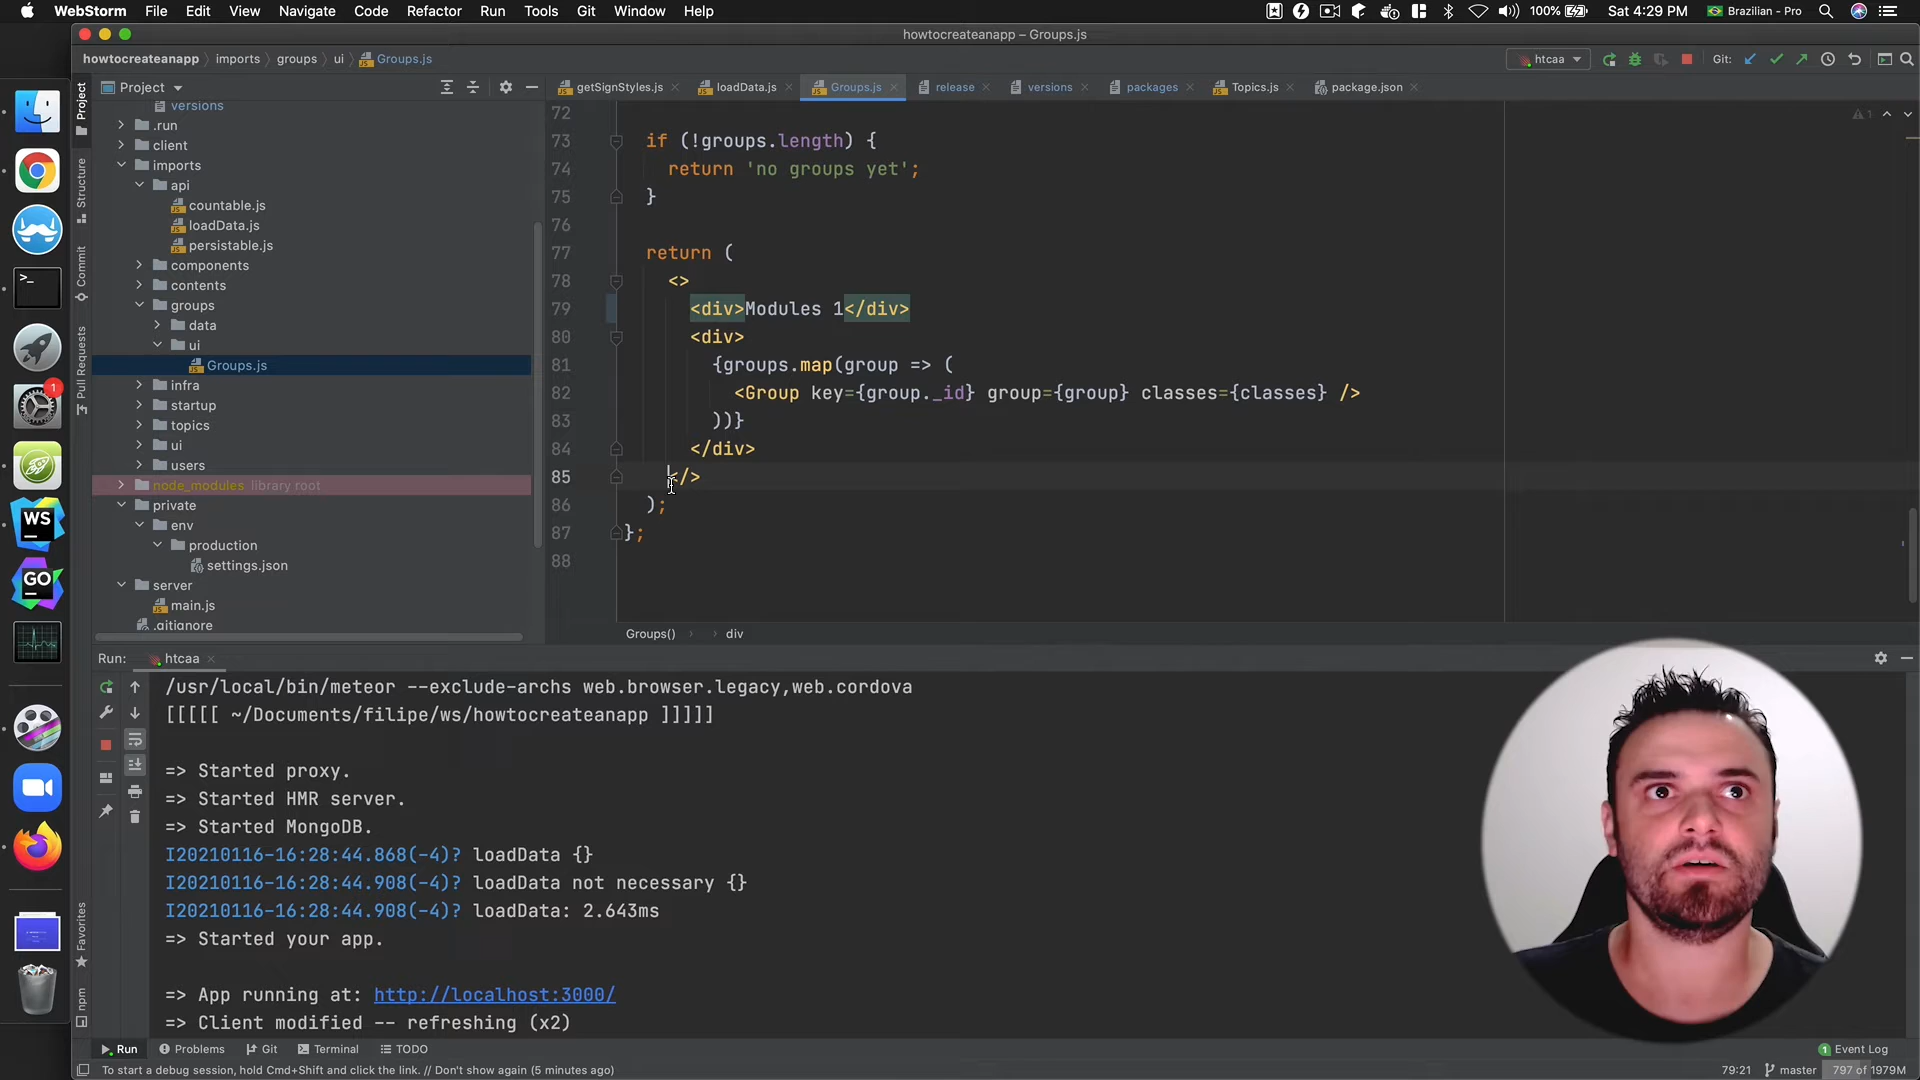 WebStorm File Edit View Navigate Code Refactor Run Tools Git Window Help
100% Sat 4:29 PM Brazilian - Pro
howtocreateanapp – Groups.js
howtocreateanapp imports groups ui Groups.js
htcaa Git:
Project
getSignStyles.js loadData.js Groups.js release versions packages Topics.js package.json
Project
Structure
Commit
Pull Requests
Favorites
npm
versions
.run
client
imports
api
countable.js
loadData.js
persistable.js
components
contents
groups
data
ui
Groups.js
infra
startup
topics
ui
users
node_modules library root
private
env
production
settings.json
server
main.js
.gitignore
72
73 if (!groups.length) {
74 return 'no groups yet';
75 }
76
77 return (
78 <>
79 <div>Modules 1</div>
80 <div>
81 {groups.map(group => (
82 <Group key={group._id} group={group} classes={classes} />
83 ))}
84 </div>
85 </>
86 );
87 };
88
1
Groups() › › div
Run: htcaa
/usr/local/bin/meteor --exclude-archs web.browser.legacy,web.cordova
[[[[[ ~/Documents/filipe/ws/howtocreateanapp ]]]]]
=> Started proxy.
=> Started HMR server.
=> Started MongoDB.
I20210116-16:28:44.868(-4)? loadData {}
I20210116-16:28:44.908(-4)? loadData not necessary {}
I20210116-16:28:44.908(-4)? loadData: 2.643ms
=> Started your app.
=> App running at: http://localhost:3000/
=> Client modified -- refreshing (x2)
Run Problems Git Terminal TODO
1 Event Log
To start a debug session, hold Cmd+Shift and click the link. // Don't show again (5 minutes ago)
79:21 master 797 of 1979M
WS
GO
1